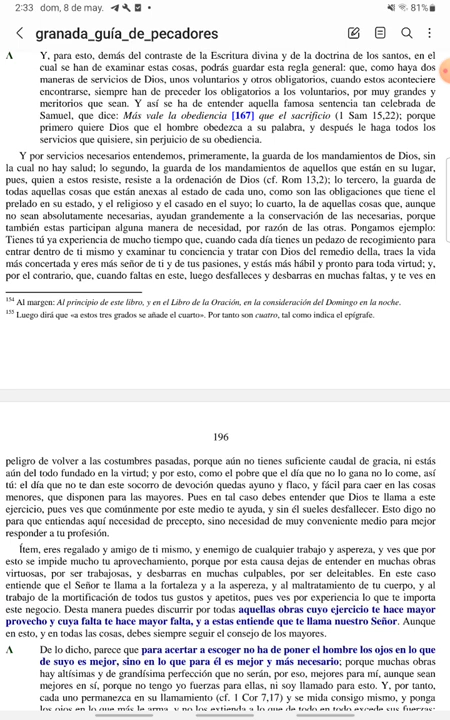 2:33 dom, 8 de may.
81%
granada_guía_de_pecadores
Λ Y, para esto, demás del contraste de la Escritura divina y de la doctrina de los santos, en el
cual se han de examinar estas cosas, podrás guardar esta regla general: que, como haya dos
maneras de servicios de Dios, unos voluntarios y otros obligatorios, cuando estos aconteciere
encontrarse, siempre han de preceder los obligatorios a los voluntarios, por muy grandes y
meritorios que sean. Y así se ha de entender aquella famosa sentencia tan celebrada de
Samuel, que dice: Más vale la obediencia [167] que el sacrificio (1 Sam 15,22); porque
primero quiere Dios que el hombre obedezca a su palabra, y después le haga todos los
servicios que quisiere, sin perjuicio de su obediencia.
Y por servicios necesarios entendemos, primeramente, la guarda de los mandamientos de Dios, sin
la cual no hay salud; lo segundo, la guarda de los mandamientos de aquellos que están en su lugar,
pues, quien a estos resiste, resiste a la ordenación de Dios (cf. Rom 13,2); lo tercero, la guarda de
todas aquellas cosas que están anexas al estado de cada uno, como son las obligaciones que tiene el
prelado en su estado, y el religioso y el casado en el suyo; lo cuarto, la de aquellas cosas que, aunque
no sean absolutamente necesarias, ayudan grandemente a la conservación de las necesarias, porque
también estas participan alguna manera de necesidad, por razón de las otras. Pongamos ejemplo:
Tienes tú ya experiencia de mucho tiempo que, cuando cada día tienes un pedazo de recogimiento para
entrar dentro de ti mismo y examinar tu conciencia y tratar con Dios del remedio della, traes la vida
más concertada y eres más señor de ti y de tus pasiones, y estás más hábil y pronto para toda virtud; y,
por el contrario, que, cuando faltas en este, luego desfalleces y desbarras en muchas faltas, y te ves en
154 Al margen: Al principio de este libro, y en el Libro de la Oración, en la consideración del Domingo en la noche.
155 Luego dirá que «a estos tres grados se añade el cuarto». Por tanto son cuatro, tal como indica el epígrafe.
196
peligro de volver a las costumbres pasadas, porque aún no tienes suficiente caudal de gracia, ni estás
aún del todo fundado en la virtud; y por esto, como el pobre que el día que no lo gana no lo come, así
tú: el día que no te dan este socorro de devoción quedas ayuno y flaco, y fácil para caer en las cosas
menores, que disponen para las mayores. Pues en tal caso debes entender que Dios te llama a este
ejercicio, pues ves que comúnmente por este medio te ayuda, y sin él sueles desfallecer. Esto digo no
para que entiendas aquí necesidad de precepto, sino necesidad de muy conveniente medio para mejor
responder a tu profesión.
Ítem, eres regalado y amigo de ti mismo, y enemigo de cualquier trabajo y aspereza, y ves que por
esto se impide mucho tu aprovechamiento, porque por esta causa dejas de entender en muchas obras
virtuosas, por ser trabajosas, y desbarras en muchas culpables, por ser deleitables. En este caso
entiende que el Señor te llama a la fortaleza y a la aspereza, y al maltratamiento de tu cuerpo, y al
trabajo de la mortificación de todos tus gustos y apetitos, pues ves por experiencia lo que te importa
este negocio. Desta manera puedes discurrir por todas aquellas obras cuyo ejercicio te hace mayor
provecho y cuya falta te hace mayor falta, y a estas entiende que te llama nuestro Señor. Aunque
en esto, y en todas las cosas, debes siempre seguir el consejo de los mayores.
Λ De lo dicho, parece que para acertar a escoger no ha de poner el hombre los ojos en lo que
de suyo es mejor, sino en lo que para él es mejor y más necesario; porque muchas obras
hay altísimas y de grandísima perfección que no serán, por eso, mejores para mí, aunque sean
mejores en sí, porque no tengo yo fuerzas para ellas, ni soy llamado para esto. Y, por tanto,
cada uno permanezca en su llamamiento (cf. 1 Cor 7,17) y se mida consigo mismo, y ponga
los ojos en lo que más le arma, y no los extienda a lo que de todo en todo excede sus fuerzas;